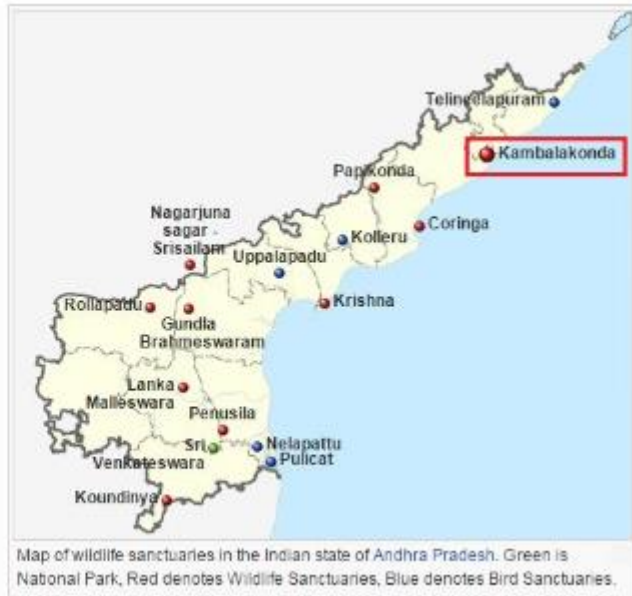 Telineelapuram
Kambalakonda
Papikonda
Nagarjuna
sagar -
Srisailam
Coringa
Kolleru
Uppalapadu
Rollapadu
Krishna
Gundla
Brahmeswaram
Lanka
Malleswara
Penusila
Sri
Venkateswara
Nelapattu
Pulicat
Koundinya
Map of wildlife sanctuaries in the Indian state of Andhra Pradesh. Green is
National Park, Red denotes Wildlife Sanctuaries, Blue denotes Bird Sanctuaries.